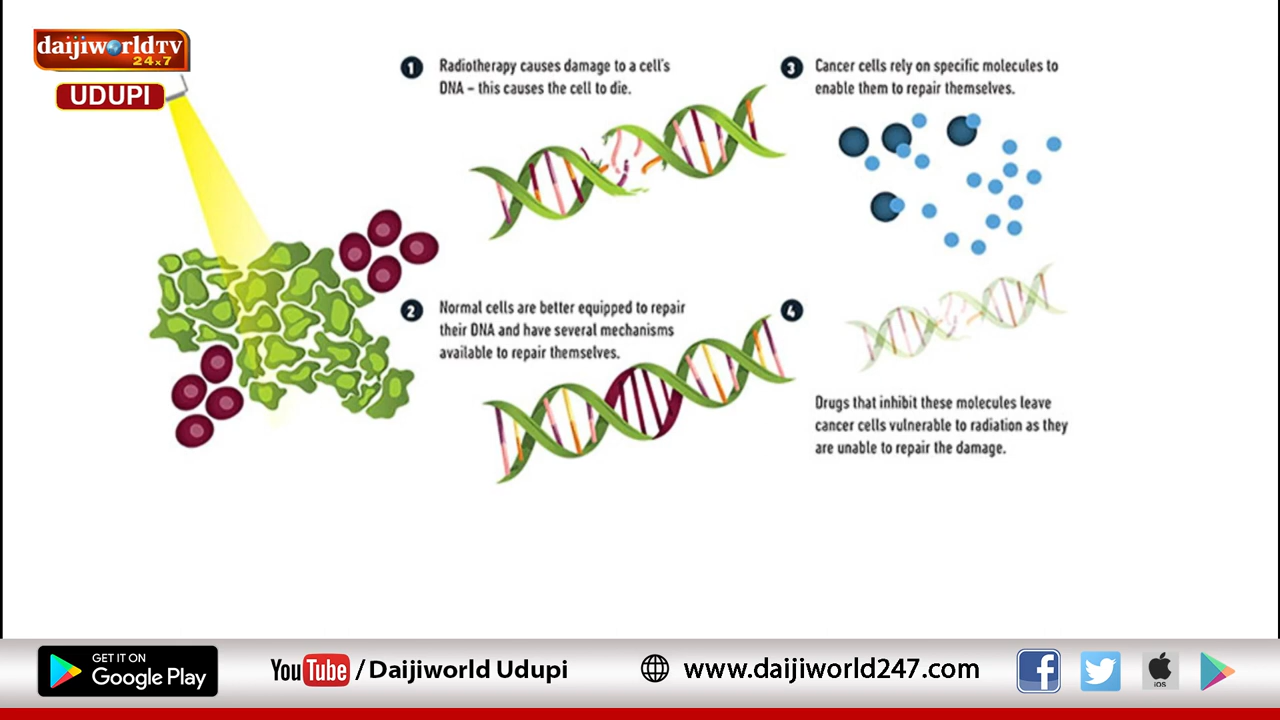 daijiworldTV
24x7
UDUPI
1
Radiotherapy causes damage to a cell's
DNA – this causes the cell to die.
2
Normal cells are better equipped to repair
their DNA and have several mechanisms
available to repair themselves.
3
Cancer cells rely on specific molecules to
enable them to repair themselves.
4
Drugs that inhibit these molecules leave
cancer cells vulnerable to radiation as they
are unable to repair the damage.
GET IT ON
Google Play
YouTube / Daijiworld Udupi
www.daijiworld247.com
f
iOS